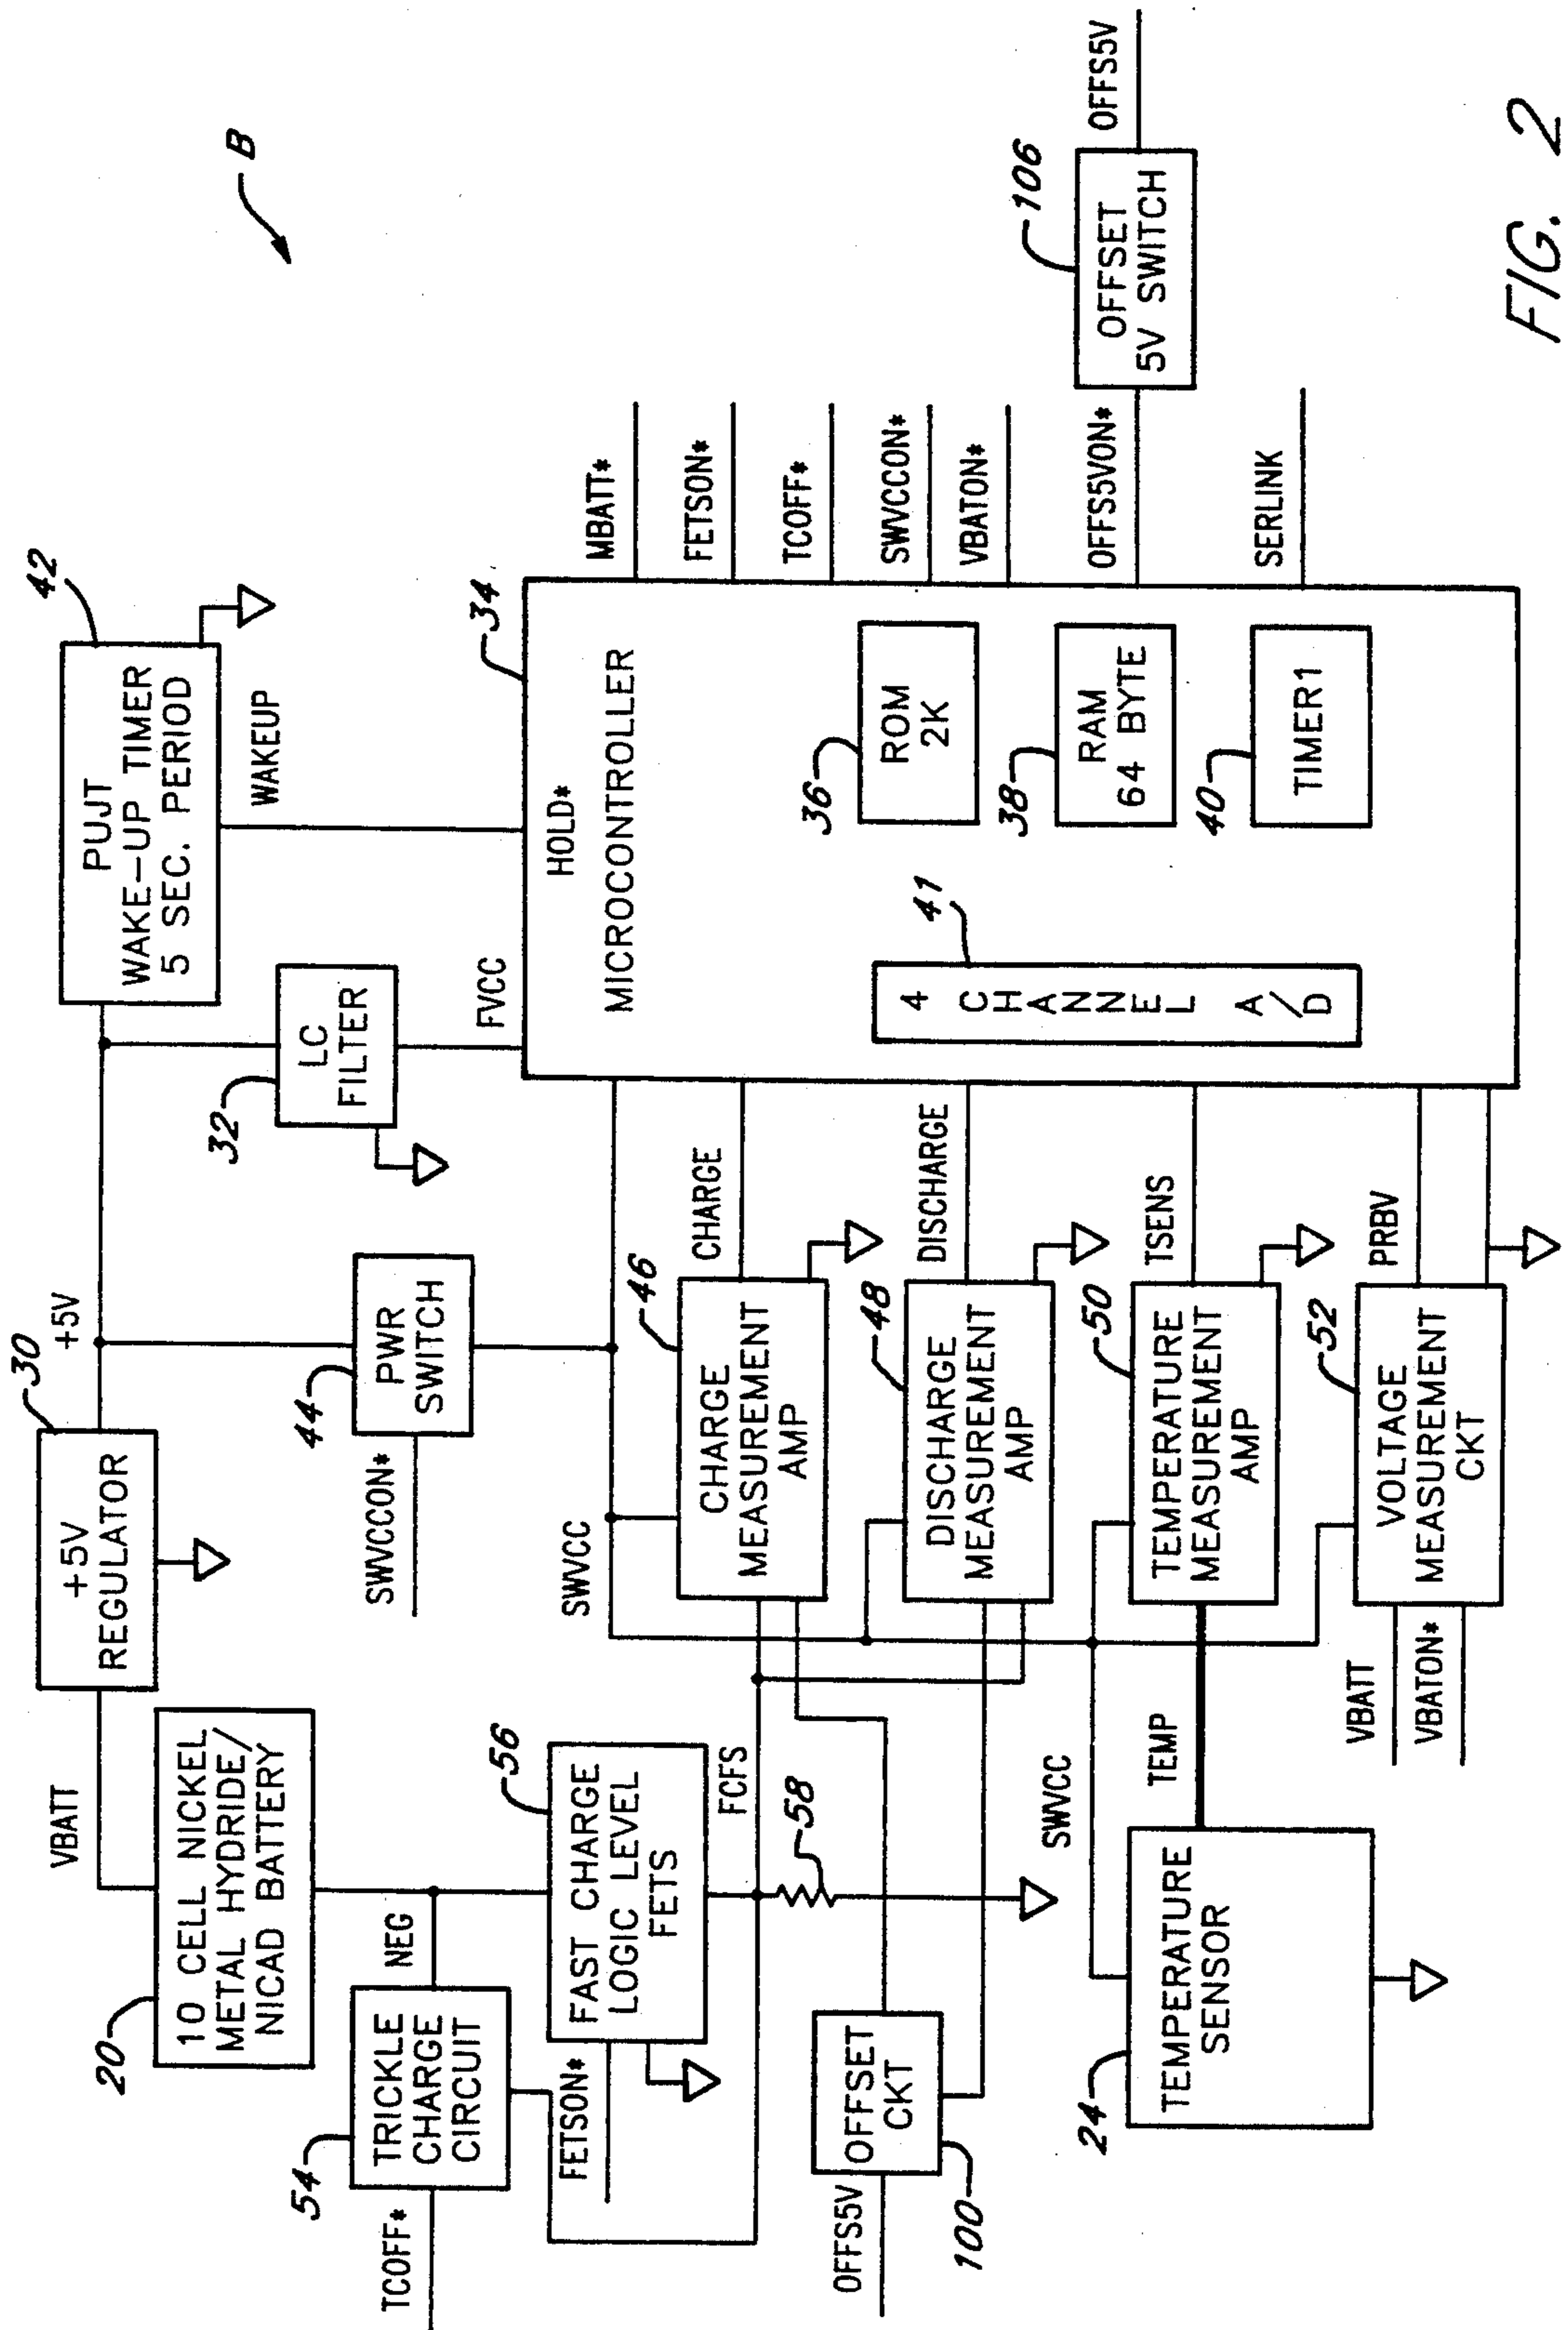 B
VBATT
30
+5V
42
20
10 CELL NICKEL
METAL HYDRIDE/
NICAD BATTERY
+5V
REGULATOR
PUJT
WAKE-UP TIMER
5 SEC. PERIOD
32
LC
FILTER
WAKEUP
SWVCCON*
44
PWR
SWITCH
FVCC
34
54
TRICKLE
CHARGE
CIRCUIT
TCOFF*
NEG
56
FAST CHARGE
LOGIC LEVEL
FETS
FETSON*
FCFS
58
SWVCC
HOLD*
MICROCONTROLLER
MBATT*
FETSON*
TCOFF*
SWVCCON*
VBATON*
OFFS5VON*
SERLINK
46
CHARGE
MEASUREMENT
AMP
CHARGE
36
ROM
2K
OFFS5V
OFFSET
CKT
100
48
DISCHARGE
MEASUREMENT
AMP
DISCHARGE
41
4 CHANNEL A/D
38
RAM
64 BYTE
106
OFFSET
5V SWITCH
OFFS5V
SWVCC
24
TEMPERATURE
SENSOR
TEMP
50
TEMPERATURE
MEASUREMENT
AMP
TSENS
40
TIMER1
VBATT
VBATON*
52
VOLTAGE
MEASUREMENT
CKT
PRBV
FIG. 2